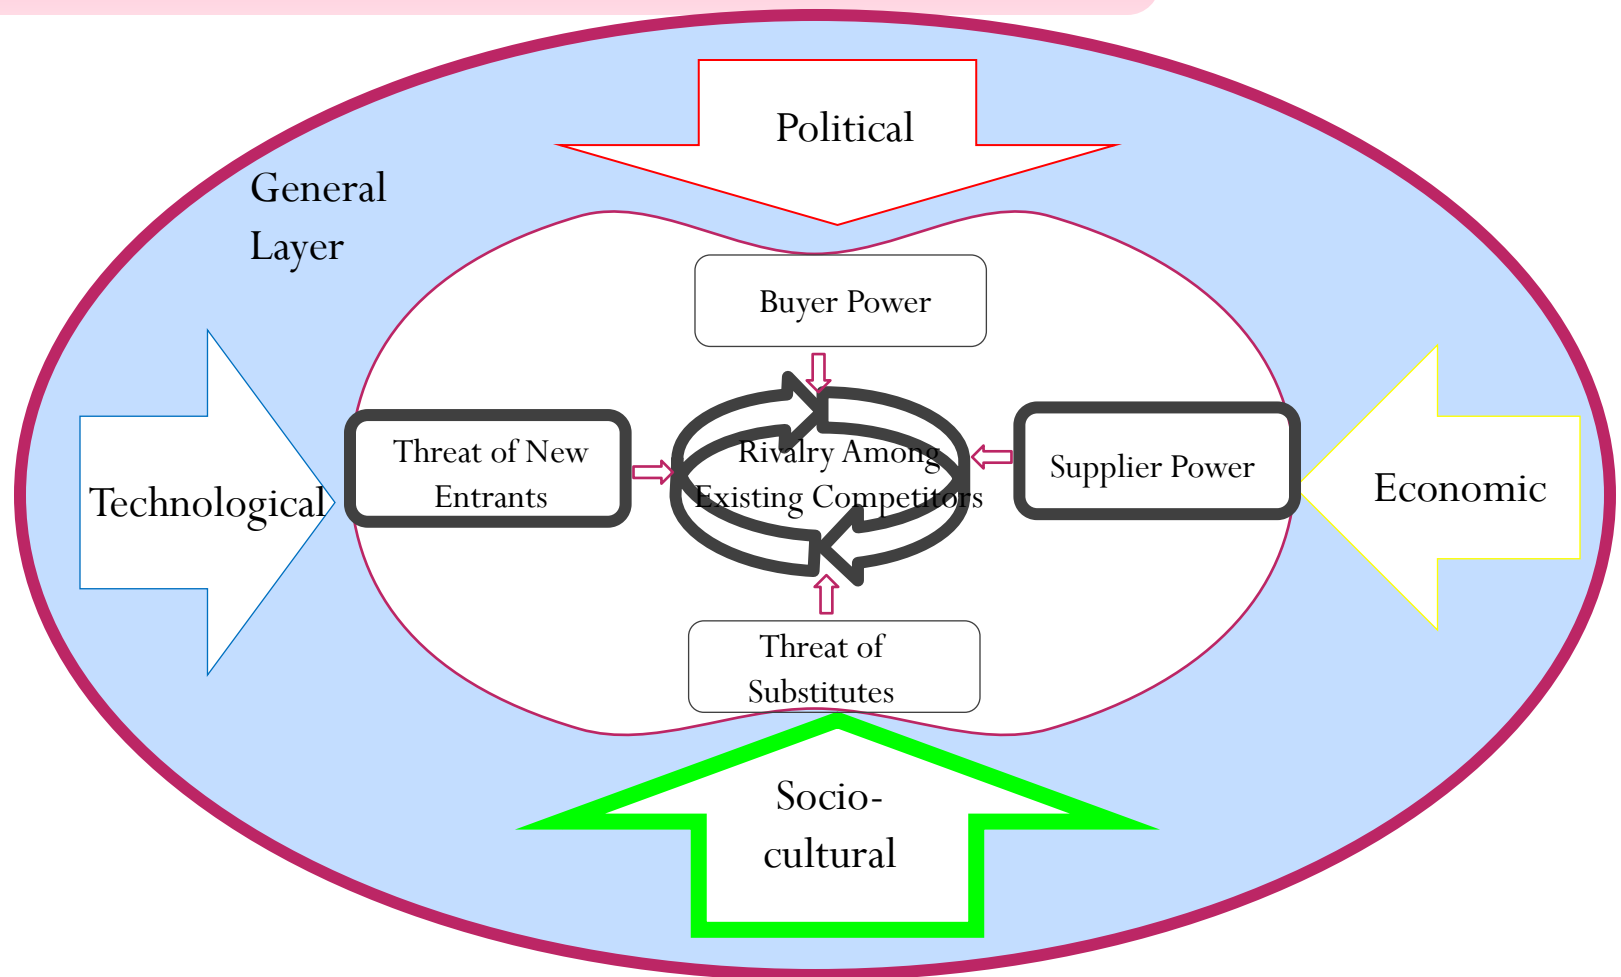 Political
General
Layer
Buyer Power
Threat of New
Entrants
Rivalry Among
Existing Competitors
Supplier Power
Technological
Economic
Threat of
Substitutes
Socio-
cultural